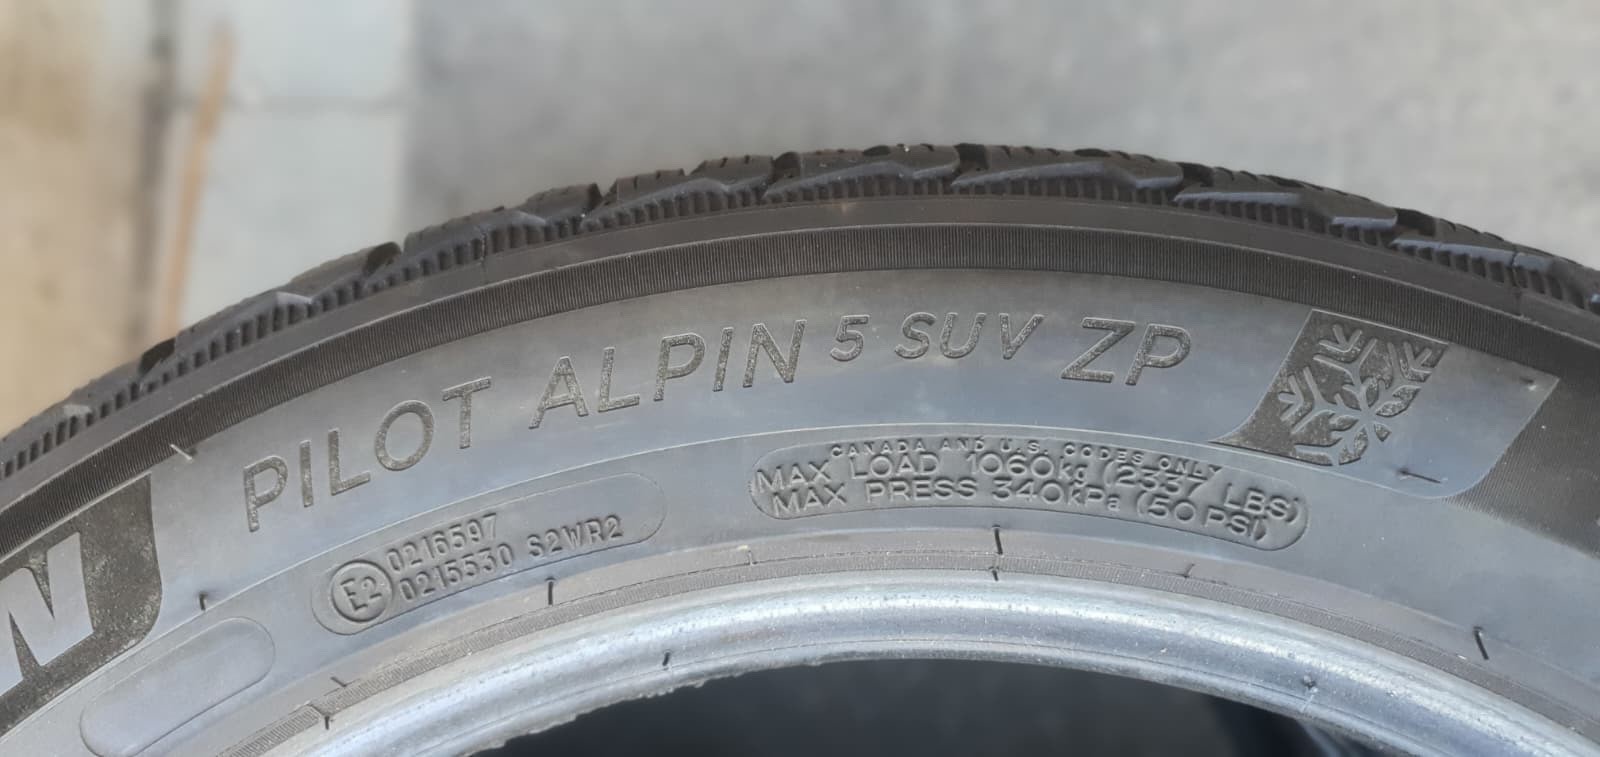 N
PILOT ALPIN 5 SUV ZP
E2
0216597
0215530 S2WR2
CANADA AND U.S. CODES ONLY
MAX LOAD 1060kg (2337 LBS)
MAX PRESS 340kPa (50 PSI)